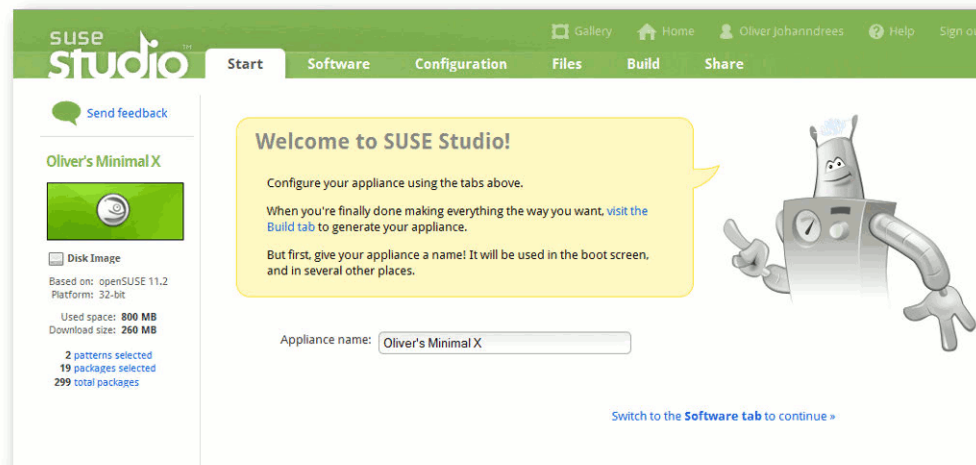 suse
studio™
Gallery
Home
Oliver Johanndrees
Help
Sign ou
Start
Software
Configuration
Files
Build
Share
Send feedback
Oliver's Minimal X
Disk Image
Based on: openSUSE 11.2
Platform: 32-bit
Used space: 800 MB
Download size: 260 MB
2 patterns selected
19 packages selected
299 total packages
Welcome to SUSE Studio!
Configure your appliance using the tabs above.
When you're finally done making everything the way you want, visit the
Build tab to generate your appliance.
But first, give your appliance a name! It will be used in the boot screen,
and in several other places.
Appliance name: Oliver's Minimal X
Switch to the Software tab to continue »